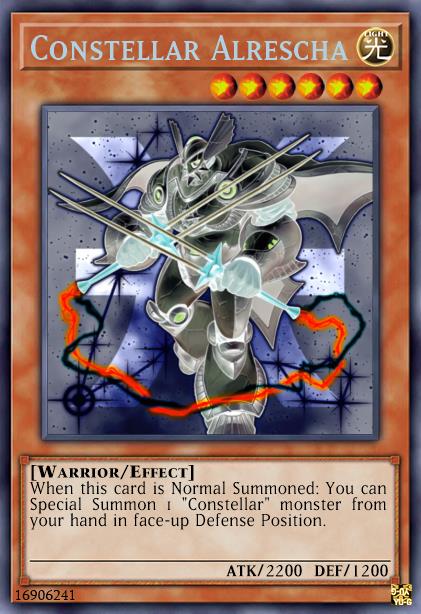 CONSTELLAR ALRESCHA
LIGHT
光
[WARRIOR/EFFECT]
When this card is Normal Summoned: You can
Special Summon 1 "Constellar" monster from
your hand in face-up Defense Position.
ATK/2200 DEF/1200
16906241